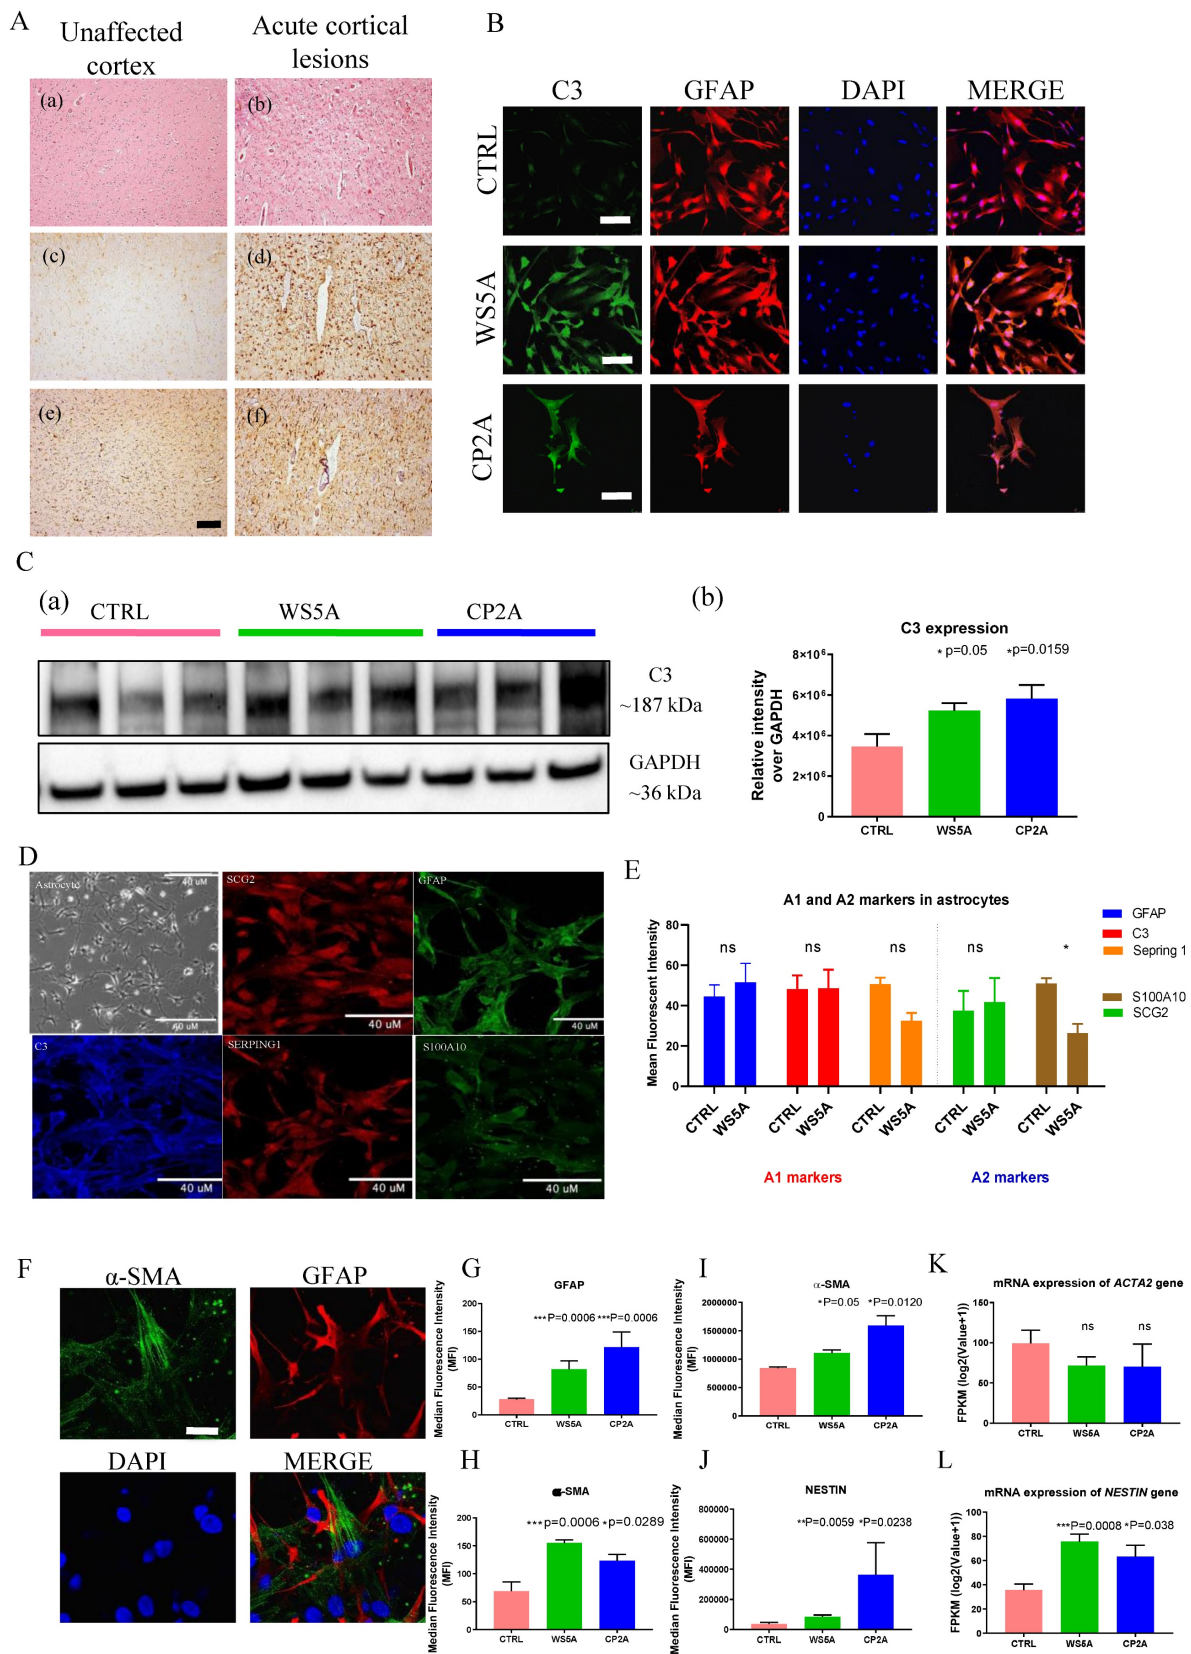 A
Unaffected
cortex
Acute cortical
lesions
(a)
(b)
(c)
(d)
(e)
(f)
B
C3
GFAP
DAPI
MERGE
CTRL
WS5A
CP2A
C
(a)
CTRL
WS5A
CP2A
C3
~187 kDa
GAPDH
~36 kDa
(b)
C3 expression
* p=0.05
*p=0.0159
Relative intensity
over GAPDH
8×10⁶
6×10⁶
4×10⁶
2×10⁶
0
CTRL
WS5A
CP2A
D
Astrocyte
40 uM
40 uM
SCG2
40 uM
GFAP
40 uM
C3
40 uM
SERPING1
40 uM
S100A10
40 uM
E
A1 and A2 markers in astrocytes
Mean Fluorescent Intensity
80
60
40
20
0
ns
ns
ns
ns
*
GFAP
C3
Sepring 1
S100A10
SCG2
CTRL
WS5A
CTRL
WS5A
CTRL
WS5A
CTRL
WS5A
CTRL
WS5A
A1 markers
A2 markers
F
α-SMA
GFAP
DAPI
MERGE
G
GFAP
Median Fluorescence Intensity
(MFI)
200
150
100
50
0
***P=0.0006
***P=0.0006
CTRL
WS5A
CP2A
H
-SMA
Median Fluorescence Intensity
(MFI)
200
150
100
50
0
***p=0.0006
*p=0.0289
CTRL
WS5A
CP2A
I
α-SMA
Median Fluorescence Intensity
(MFI)
2000000
1500000
1000000
500000
0
*P=0.05
*P=0.0120
CTRL
WS5A
CP2A
J
NESTIN
Median Fluorescence Intensity
(MFI)
800000
600000
400000
200000
0
**P=0.0059
*P=0.0238
CTRL
WS5A
CP2A
K
mRNA expression of ACTA2 gene
FPKM (log2(Value+1))
150
100
50
0
ns
ns
CTRL
WS5A
CP2A
L
mRNA expression of NESTIN gene
FPKM (log2(Value+1))
100
80
60
40
20
0
***P=0.0008
*P=0.038
CTRL
WS5A
CP2A